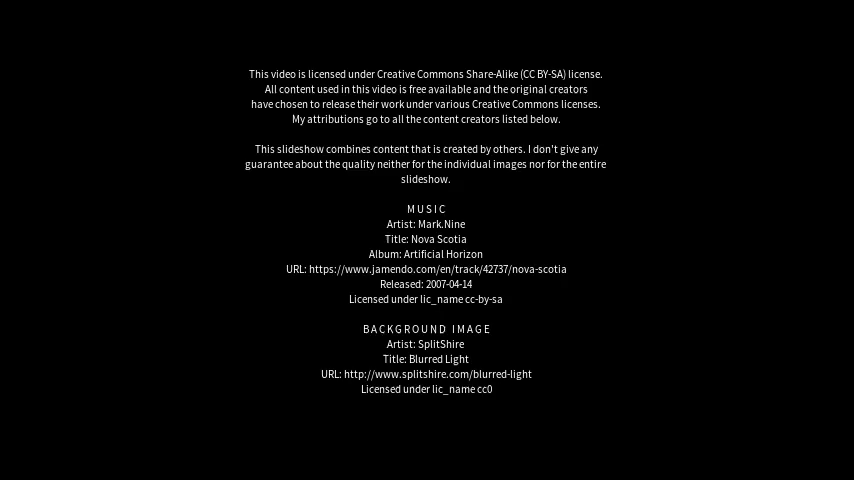 This video is licensed under Creative Commons Share-Alike (CC BY-SA) license.
All content used in this video is free available and the original creators
have chosen to release their work under various Creative Commons licenses.
My attributions go to all the content creators listed below.
This slideshow combines content that is created by others. I don't give any
guarantee about the quality neither for the individual images nor for the entire
slideshow.
MUSIC
Artist: Mark.Nine
Title: Nova Scotia
Album: Artificial Horizon
URL: https://www.jamendo.com/en/track/42737/nova-scotia
Released: 2007-04-14
Licensed under lic_name cc-by-sa
BACKGROUND IMAGE
Artist: SplitShire
Title: Blurred Light
URL: http://www.splitshire.com/blurred-light
Licensed under lic_name cc0